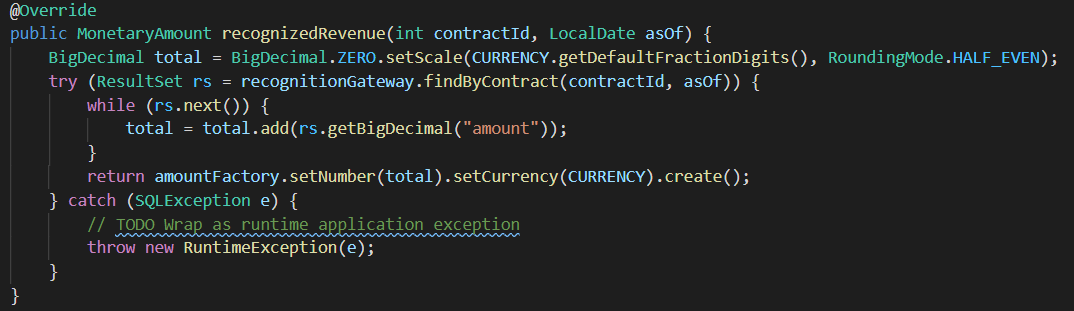 @Override
public MonetaryAmount recognizedRevenue(int contractId, LocalDate asOf) {
    BigDecimal total = BigDecimal.ZERO.setScale(CURRENCY.getDefaultFractionDigits(), RoundingMode.HALF_EVEN);
    try (ResultSet rs = recognitionGateway.findByContract(contractId, asOf)) {
        while (rs.next()) {
            total = total.add(rs.getBigDecimal("amount"));
        }
        return amountFactory.setNumber(total).setCurrency(CURRENCY).create();
    } catch (SQLException e) {
        // TODO Wrap as runtime application exception
        throw new RuntimeException(e);
    }
}